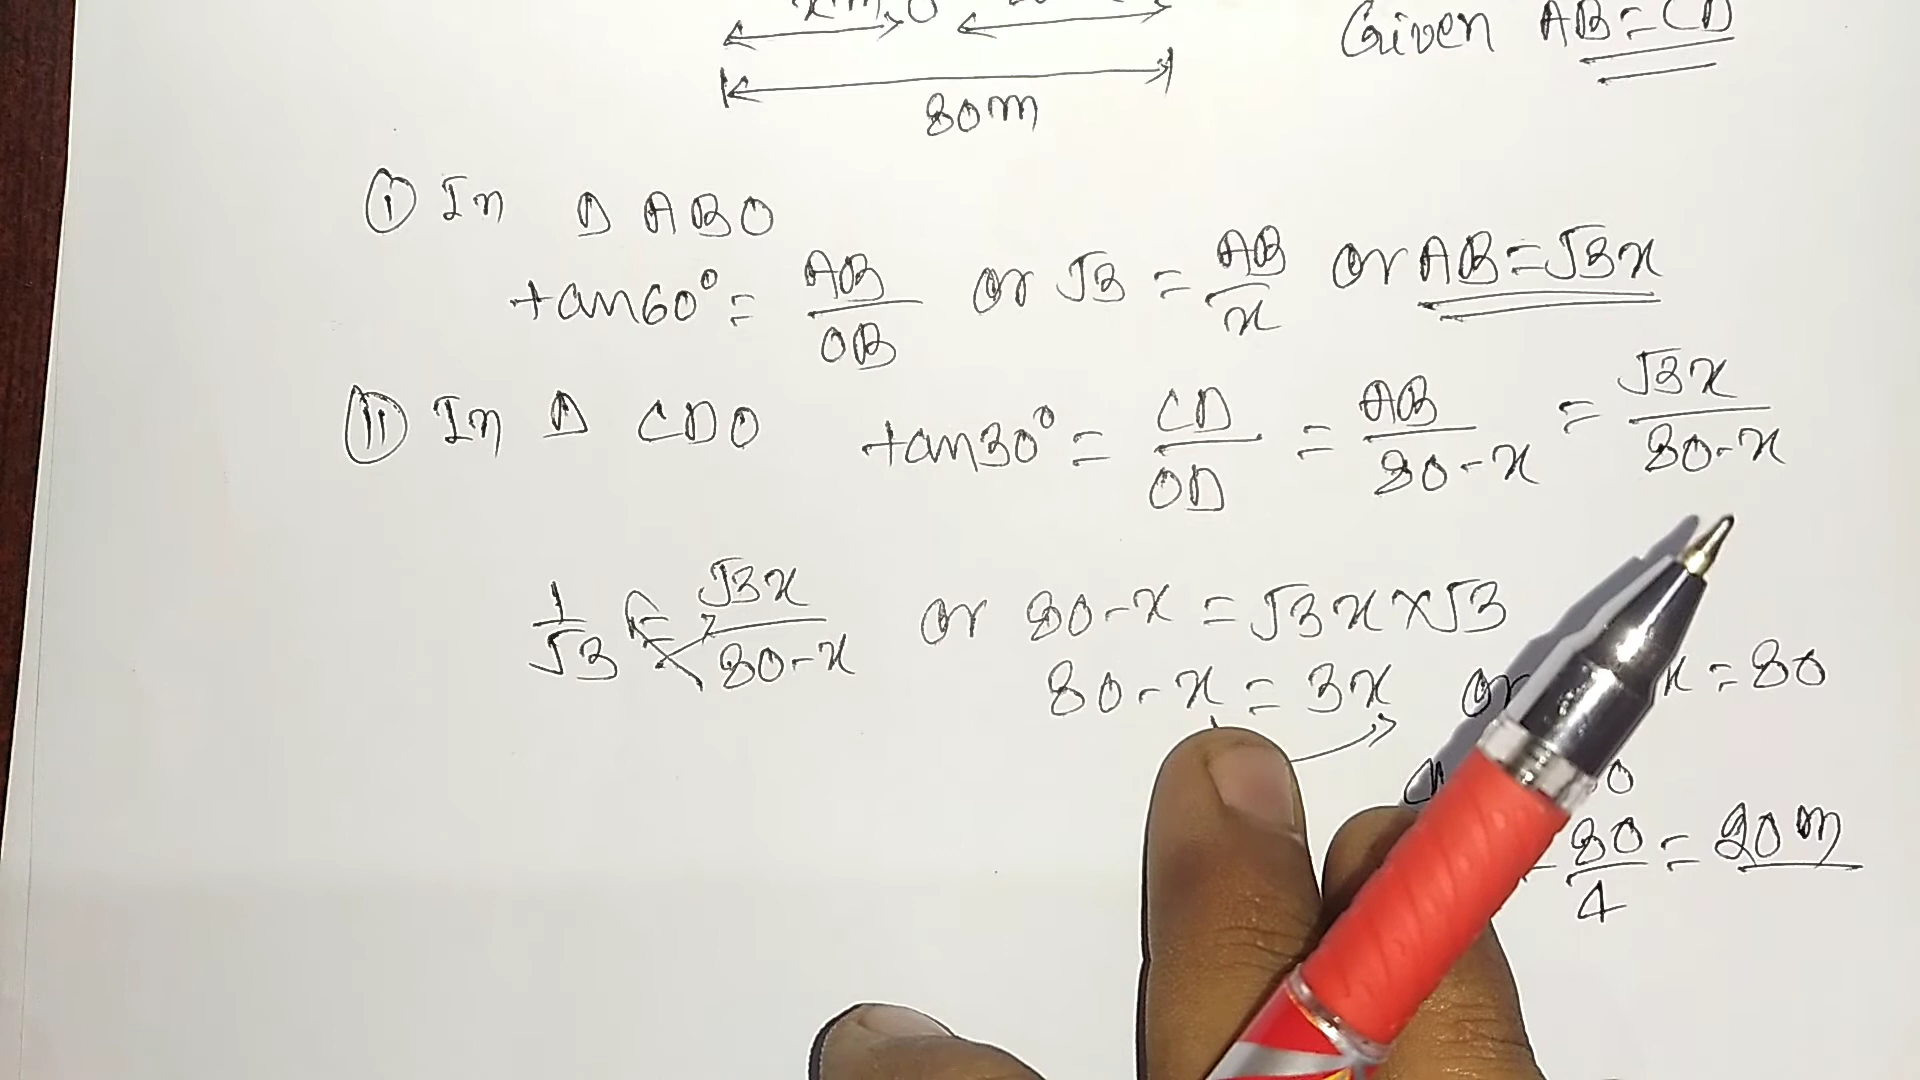 Given AB=CD
80m
(I) In Δ ABO
tan60° = AB/OB or √3 = AB/x or AB=√3x
(II) In Δ CDO tan30° = CD/OD = AB/80-x = √3x/80-x
1/√3 = √3x/80-x or 80-x = √3x×√3
80-x = 3x or x = 80
80/4 = 20m